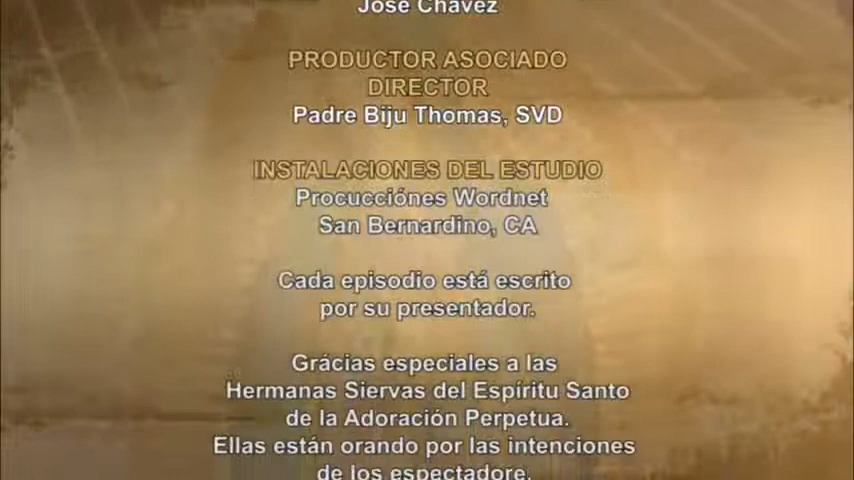 José Chávez
PRODUCTOR ASOCIADO
DIRECTOR
Padre Biju Thomas, SVD
INSTALACIONES DEL ESTUDIO
Procucciónes Wordnet
San Bernardino, CA
Cada episodio está escrito
por su presentador.
Grácias especiales a las
Hermanas Siervas del Espíritu Santo
de la Adoración Perpetua.
Ellas están orando por las intenciones
de los espectadore.